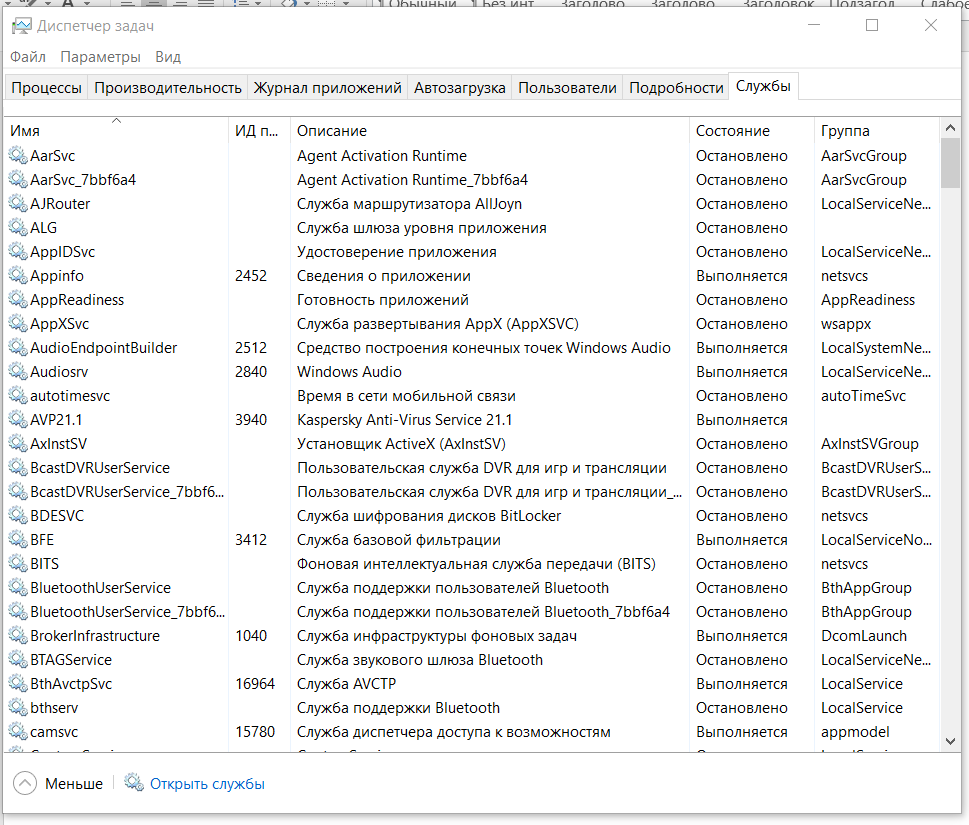 Обычный ¶ Без инт Заголово Заголово Заголовок Подзагол Слабое
Диспетчер задач
Файл Параметры Вид
Процессы Производительность Журнал приложений Автозагрузка Пользователи Подробности Службы
Имя ИД п... Описание Состояние Группа
AarSvc Agent Activation Runtime Остановлено AarSvcGroup
AarSvc_7bbf6a4 Agent Activation Runtime_7bbf6a4 Остановлено AarSvcGroup
AJRouter Служба маршрутизатора AllJoyn Остановлено LocalServiceNe...
ALG Служба шлюза уровня приложения Остановлено
AppIDSvc Удостоверение приложения Остановлено LocalServiceNe...
Appinfo 2452 Сведения о приложении Выполняется netsvcs
AppReadiness Готовность приложений Остановлено AppReadiness
AppXSvc Служба развертывания AppX (AppXSVC) Остановлено wsappx
AudioEndpointBuilder 2512 Средство построения конечных точек Windows Audio Выполняется LocalSystemNe...
Audiosrv 2840 Windows Audio Выполняется LocalServiceNe...
autotimesvc Время в сети мобильной связи Остановлено autoTimeSvc
AVP21.1 3940 Kaspersky Anti-Virus Service 21.1 Выполняется
AxInstSV Установщик ActiveX (AxInstSV) Остановлено AxInstSVGroup
BcastDVRUserService Пользовательская служба DVR для игр и трансляции Остановлено BcastDVRUserS...
BcastDVRUserService_7bbf6... Пользовательская служба DVR для игр и трансляции_... Остановлено BcastDVRUserS...
BDESVC Служба шифрования дисков BitLocker Остановлено netsvcs
BFE 3412 Служба базовой фильтрации Выполняется LocalServiceNo...
BITS Фоновая интеллектуальная служба передачи (BITS) Остановлено netsvcs
BluetoothUserService Служба поддержки пользователей Bluetooth Остановлено BthAppGroup
BluetoothUserService_7bbf6... Служба поддержки пользователей Bluetooth_7bbf6a4 Остановлено BthAppGroup
BrokerInfrastructure 1040 Служба инфраструктуры фоновых задач Выполняется DcomLaunch
BTAGService Служба звукового шлюза Bluetooth Остановлено LocalServiceNe...
BthAvctpSvc 16964 Служба AVCTP Выполняется LocalService
bthserv Служба поддержки Bluetooth Остановлено LocalService
camsvc 15780 Служба диспетчера доступа к возможностям Выполняется appmodel
Меньше Открыть службы